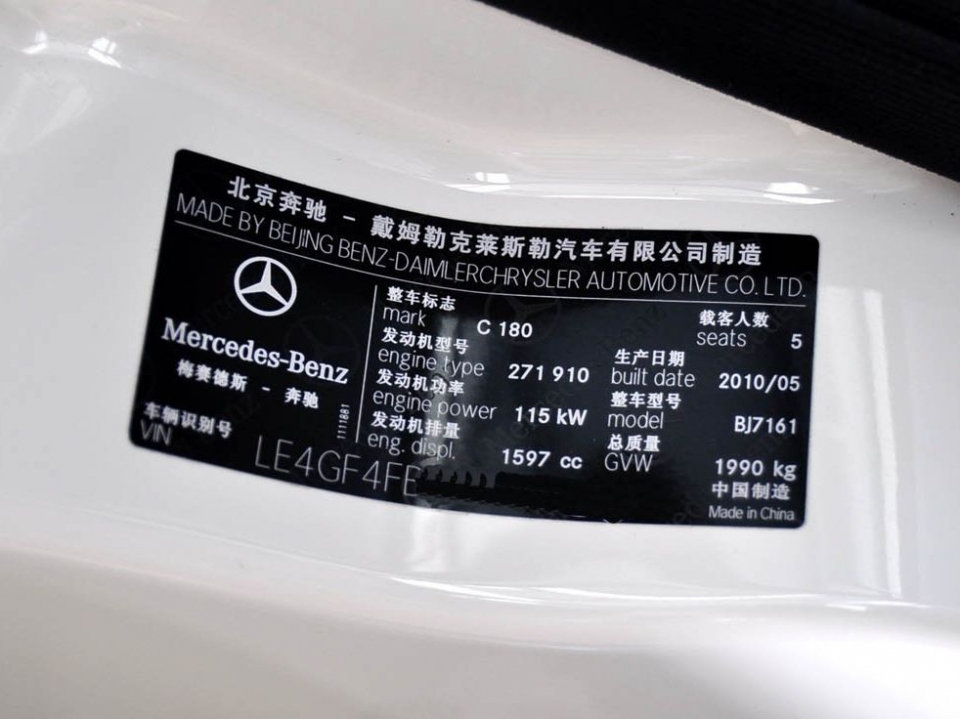 北京奔驰 - 戴姆勒克莱斯勒汽车有限公司制造
MADE BY BEIJING BENZ-DAIMLERCHRYSLER AUTOMOTIVE CO. LTD.
Mercedes-Benz
梅赛德斯 - 奔驰
整车标志
mark C 180
载客人数
seats 5
发动机型号
engine type 271 910
生产日期
built date 2010/05
发动机功率
engine power 115 kW
整车型号
model BJ7161
发动机排量
eng. displ. 1597 cc
总质量
GVW 1990 kg
1111881
车辆识别号
VIN LE4GF4FE
中国制造
Made in China